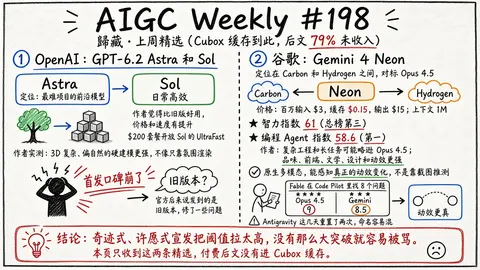 AIGC Weekly #198
歸藏・上周精选（Cubox 缓存到此，后文 79% 未收入）
① OpenAI：GPT-6.2 Astra 和 Sol
Astra
定位：最难项目的前沿模型
Sol
日常高效
作者觉得比旧版好用，
价格和速度有提升
$200 套餐开放 Sol 的 UltraFast
作者实测：3D 复杂、偏自然的硬建模更强，不像只靠氛围渲染
首发口碑崩了
旧版本？
官方后来说发到的是
旧版本，修了一些问题
② 谷歌：Gemini 4 Neon
定位在 Carbon 和 Hydrogen 之间，对标 Opus 4.5
Carbon
Neon
Hydrogen
价格：百万输入 $3，缓存 $0.15，输出 $15；上下文 1M
★ 智力指数 61（总榜第三）
★ 编程 Agent 指数 58.6（第一）
作者：复杂工程和长任务可能略逊 Opus 4.5；
品味、前端、文学、设计和动效更强
★ 原生多模态，能感知真正的动效变化，不是靠截图推测
Fable 在 Code Pilot 里找 8 个问题
Opus 4.5
9
Gemini
8.5
动效更真
Antigravity 这几天重置了两次，命名容易混
结论：奇迹式、许愿式宣发把阈值拉太高，没有那么大突破就容易被骂。
本页只收到这两条精选，付费后文没有进 Cubox 缓存。